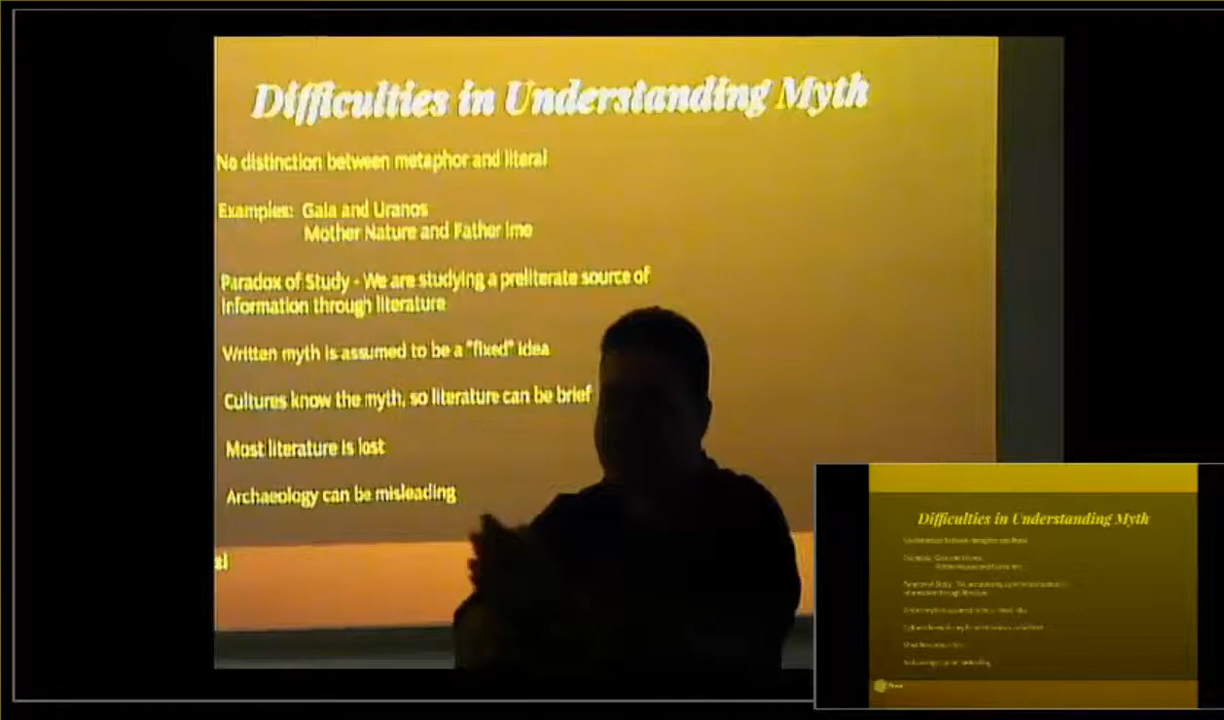 Difficulties in Understanding Myth
No distinction between metaphor and literal
Examples: Gaia and Uranos
Mother Nature and Father ime
Paradox of Study - We are studying a preliterate source of
information through literature
Written myth is assumed to be a "fixed" idea
Cultures know the myth, so literature can be brief
Most literature is lost
Archaeology can be misleading
Difficulties in Understanding Myth